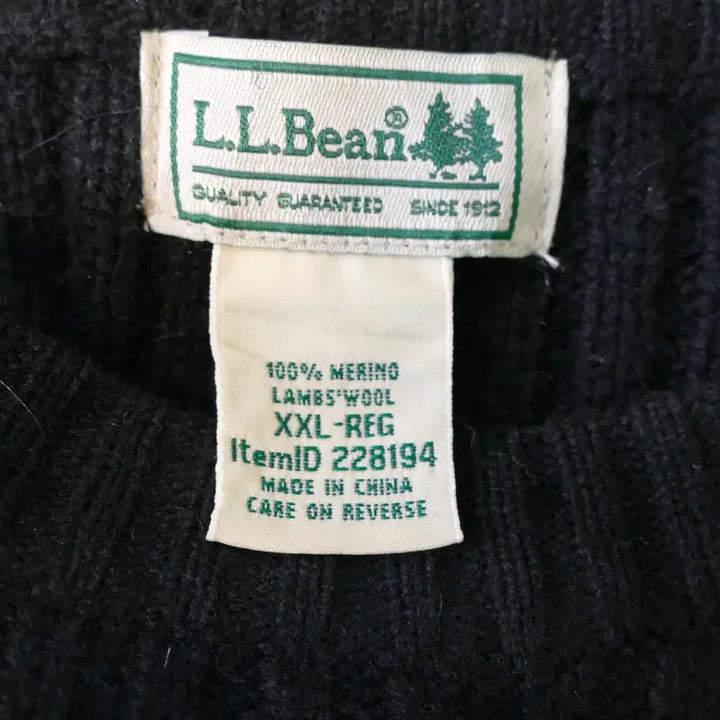 L.L.Bean®
QUALITY GUARANTEED SINCE 1912
100% MERINO
LAMBS'WOOL
XXL-REG
ItemID 228194
MADE IN CHINA
CARE ON REVERSE